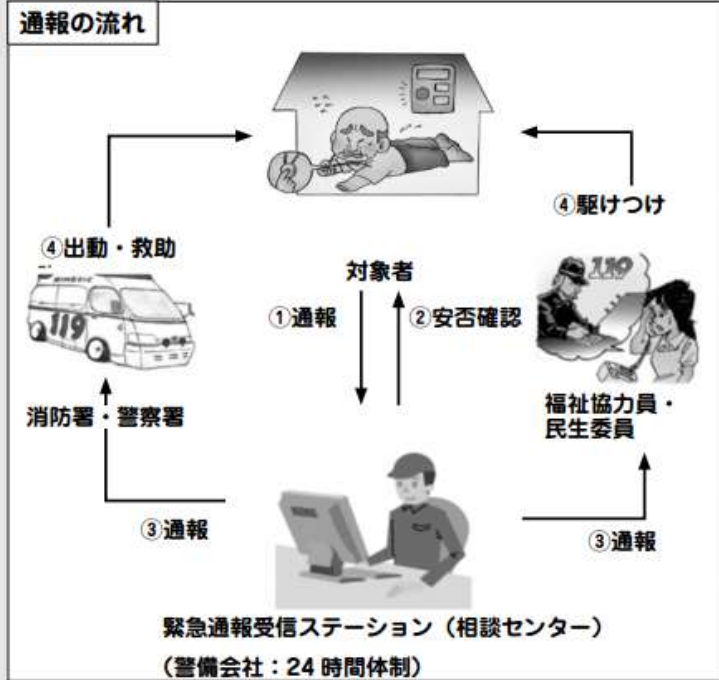 通報の流れ
④出動・救助
④駆けつけ
対象者
①通報
②安否確認
119
119
消防署・警察署
福祉協力員・
民生委員
③通報
③通報
緊急通報受信ステーション（相談センター）
（警備会社：24時間体制）